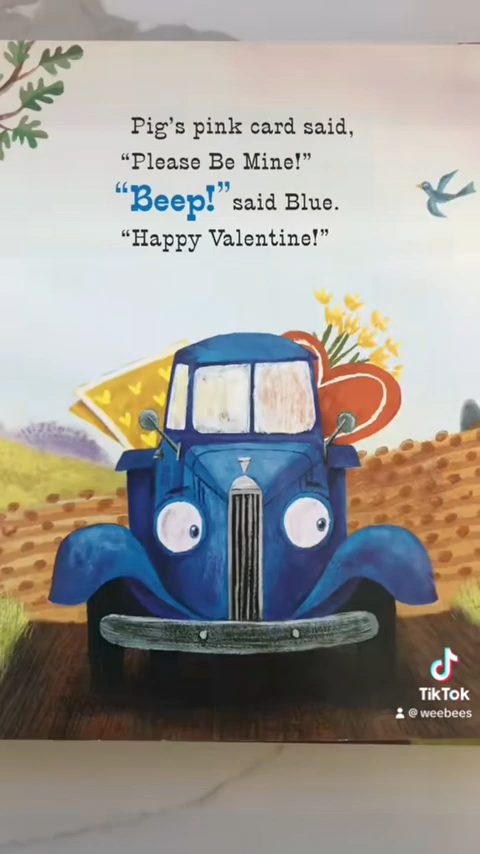 Pig's pink card said,
“Please Be Mine!”
“Beep!” said Blue.
“Happy Valentine!”
TikTok
@ weebees